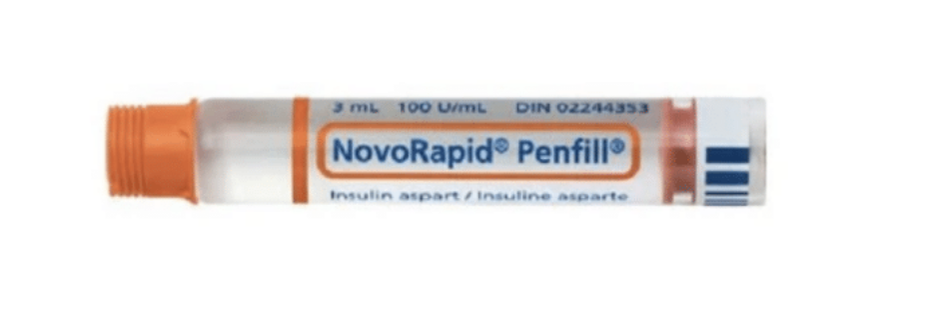 3 mL 100 U/mL DIN 02244353
NovoRapid® Penfill®
Insulin aspart / Insuline asparte